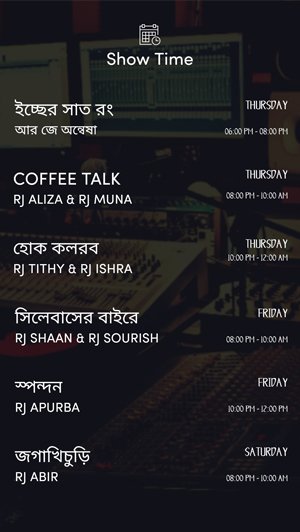 Show Time
ইচ্ছের সাত রং
THURSDAY
আর জে অন্বেষা
06:00 PM - 08:00 PM
COFFEE TALK
THURSDAY
RJ ALIZA & RJ MUNA
08:00 PM - 10:00 AM
হোক কলরব
THURSDAY
RJ TITHY & RJ ISHRA
10:00 PM - 12:00 AM
সিলেবাসের বাইরে
FRIDAY
RJ SHAAN & RJ SOURISH
08:00 PM - 10:00 AM
স্পন্দন
FRIDAY
RJ APURBA
10:00 PM - 12:00 PM
জগাখিচুড়ি
SATURDAY
RJ ABIR
08:00 PM - 10:00 AM